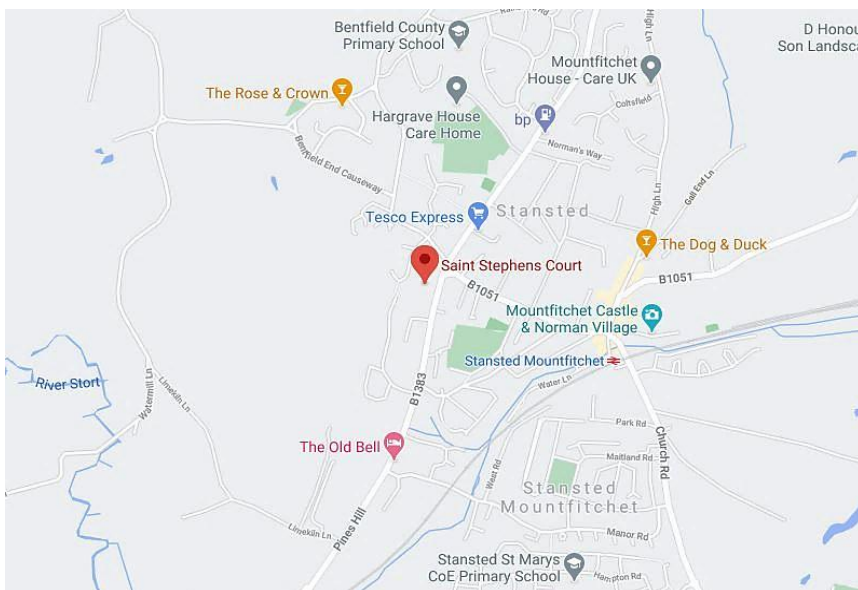 Bentfield County
Primary School
High Ln
D Honou
Son Landsca
Mountfitchet
House - Care UK
The Rose & Crown
Coltsfield
Hargrave House
Care Home
bp
Norman's Way
Bentfield End Causeway
Gall End Ln
High Ln
Tesco Express
Stansted
The Dog & Duck
Saint Stephens Court
B1051
B1051
Mountfitchet Castle
& Norman Village
Stansted Mountfitchet
River Stort
Limekiln Ln
Watermill Ln
B1383
Water Ln
Park Rd
Church Rd
The Old Bell
Maitland Rd
West Rd
Stansted
Mountfitchet
Pines Hill
Limekiln Ln
Manor Rd
Stansted St Marys
CoE Primary School
Hampton Rd